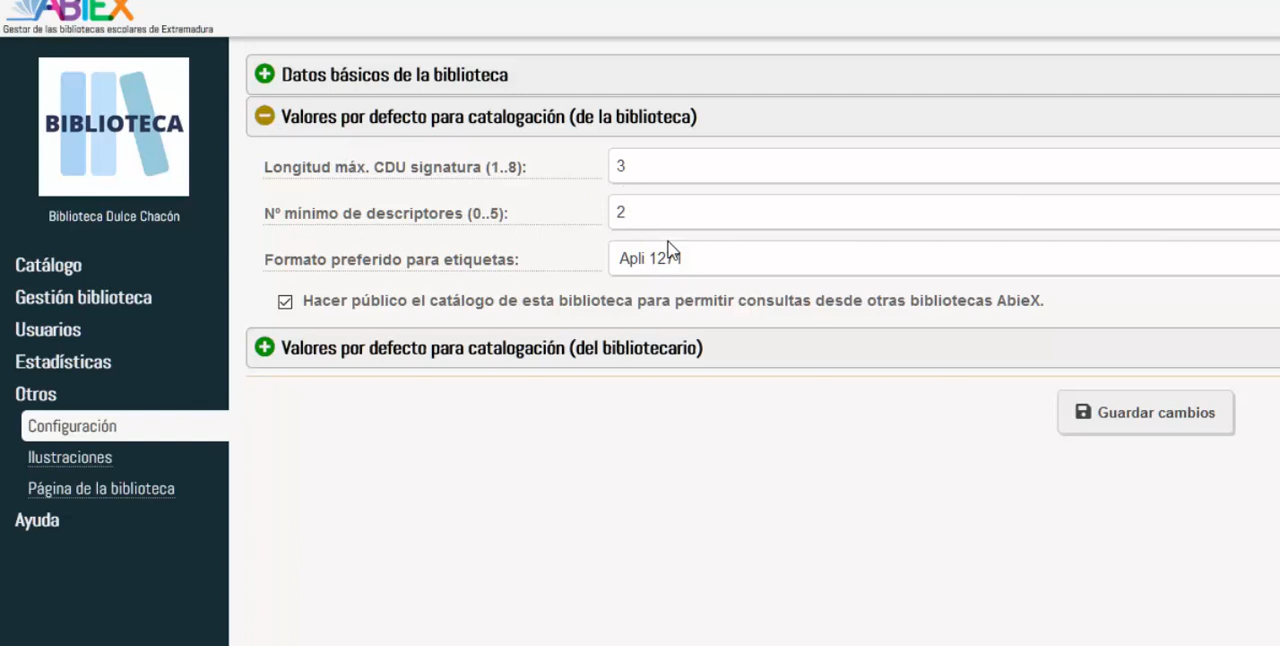 ABIEX
Gestor de las bibliotecas escolares de Extremadura
BIBLIOTECA
Biblioteca Dulce Chacón
Catálogo
Gestión biblioteca
Usuarios
Estadísticas
Otros
Configuración
Ilustraciones
Página de la biblioteca
Ayuda
Datos básicos de la biblioteca
Valores por defecto para catalogación (de la biblioteca)
Longitud máx. CDU signatura (1..8): 3
Nº mínimo de descriptores (0..5): 2
Formato preferido para etiquetas: Apli
Hacer público el catálogo de esta biblioteca para permitir consultas desde otras bibliotecas AbieX.
Valores por defecto para catalogación (del bibliotecario)
Guardar cambios